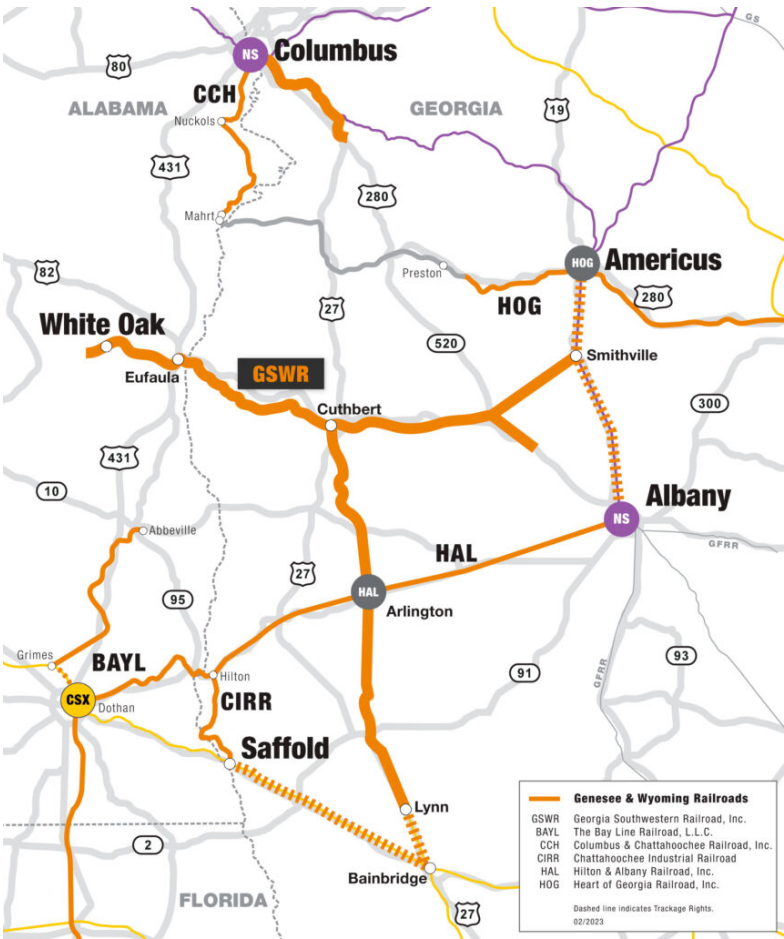 NS
Columbus
80
CCH
ALABAMA
GEORGIA
GS
19
Nuckols
431
280
Mahrt
HOG
Americus
82
Preston
280
HOG
27
White Oak
520
Smithville
Eufaula
GSWR
Cuthbert
300
431
10
Albany
NS
Abbeville
HAL
GFRR
27
95
HAL
Arlington
Grimes
BAYL
93
Hilton
91
GFRR
CSX
Dothan
CIRR
Saffold
Lynn
2
Bainbridge
FLORIDA
27
Genesee & Wyoming Railroads
GSWR Georgia Southwestern Railroad, Inc.
BAYL The Bay Line Railroad, L.L.C.
CCH Columbus & Chattahoochee Railroad, Inc.
CIRR Chattahoochee Industrial Railroad
HAL Hilton & Albany Railroad, Inc.
HOG Heart of Georgia Railroad, Inc.
Dashed line indicates Trackage Rights.
02/2023